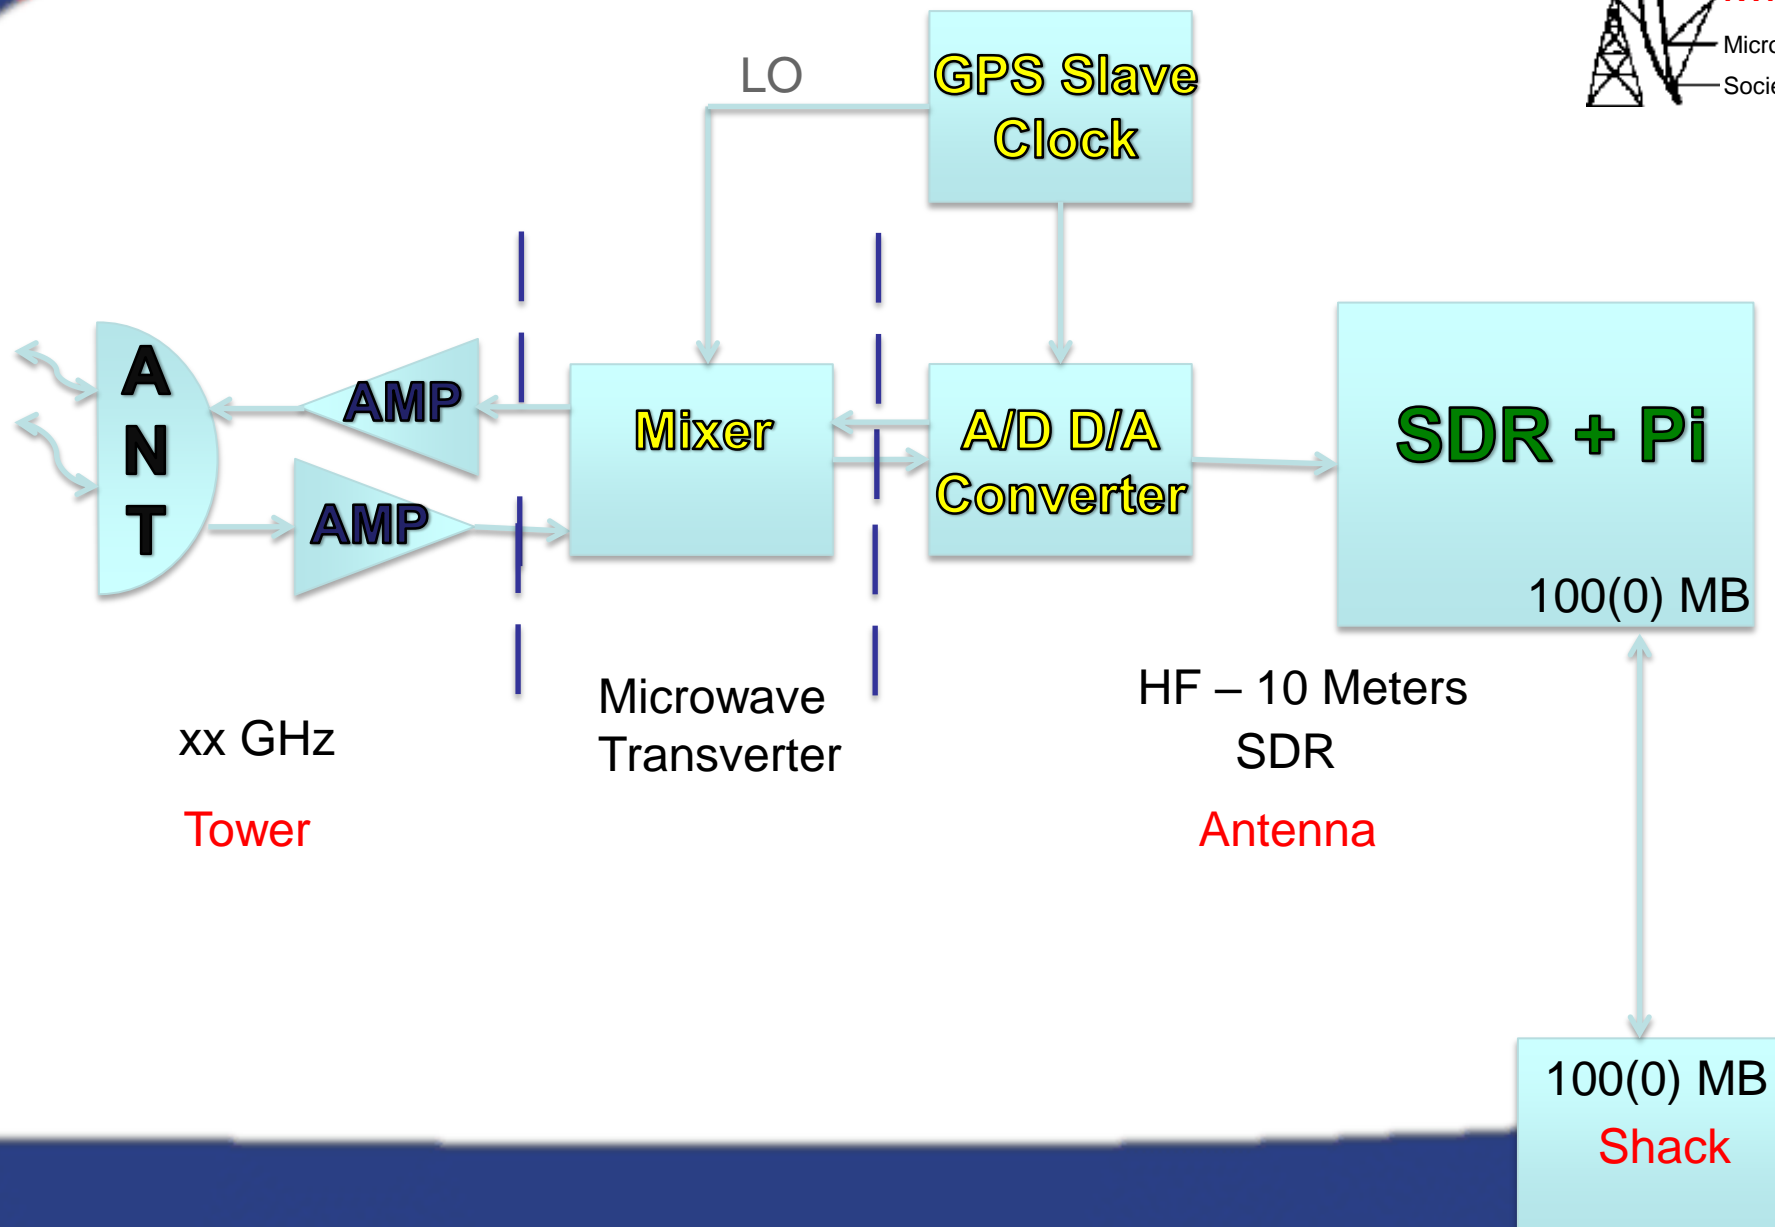 Micro
Socie
LO
GPS Slave
Clock
A
N
T
AMP
AMP
Mixer
A/D D/A
Converter
SDR + Pi
100(0) MB
xx GHz
Tower
Microwave
Transverter
HF – 10 Meters
SDR
Antenna
100(0) MB
Shack